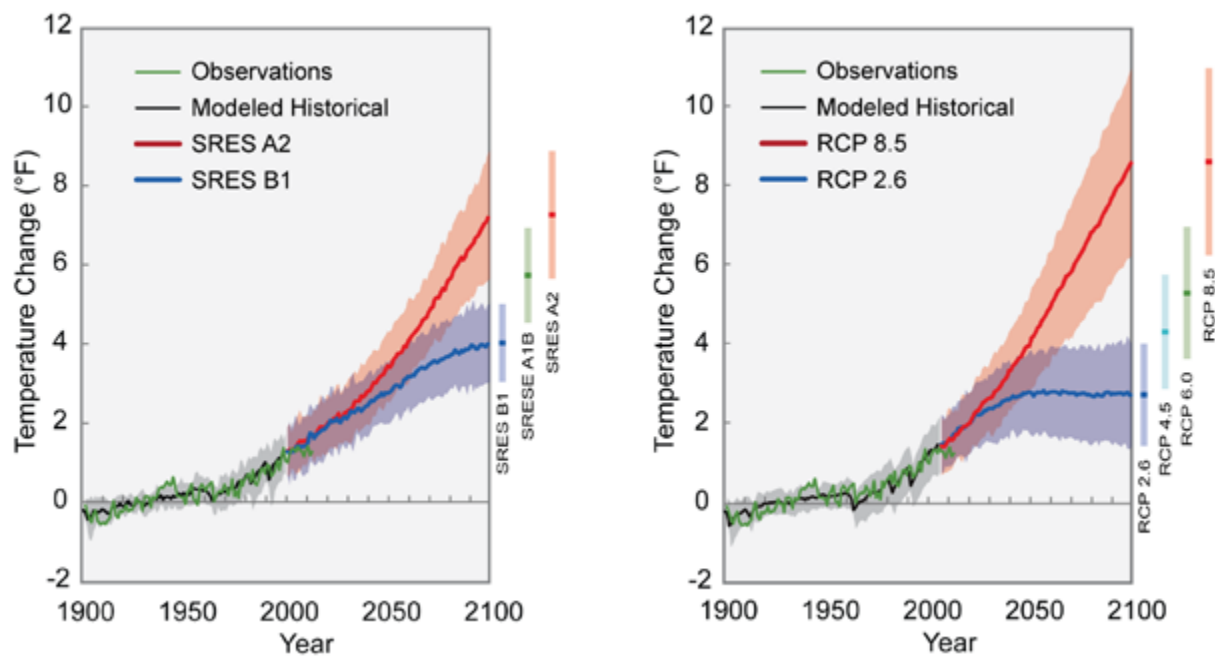 12
10
8
6
4
2
0
-2
Temperature Change (°F)
Observations
Modeled Historical
SRES A2
SRES B1
1900
1950
2000
2050
2100
Year
SRES B1
SRESE A1B
SRES A2
12
10
8
6
4
2
0
-2
Temperature Change (°F)
Observations
Modeled Historical
RCP 8.5
RCP 2.6
1900
1950
2000
2050
2100
Year
RCP 2.6
RCP 4.5
RCP 6.0
RCP 8.5